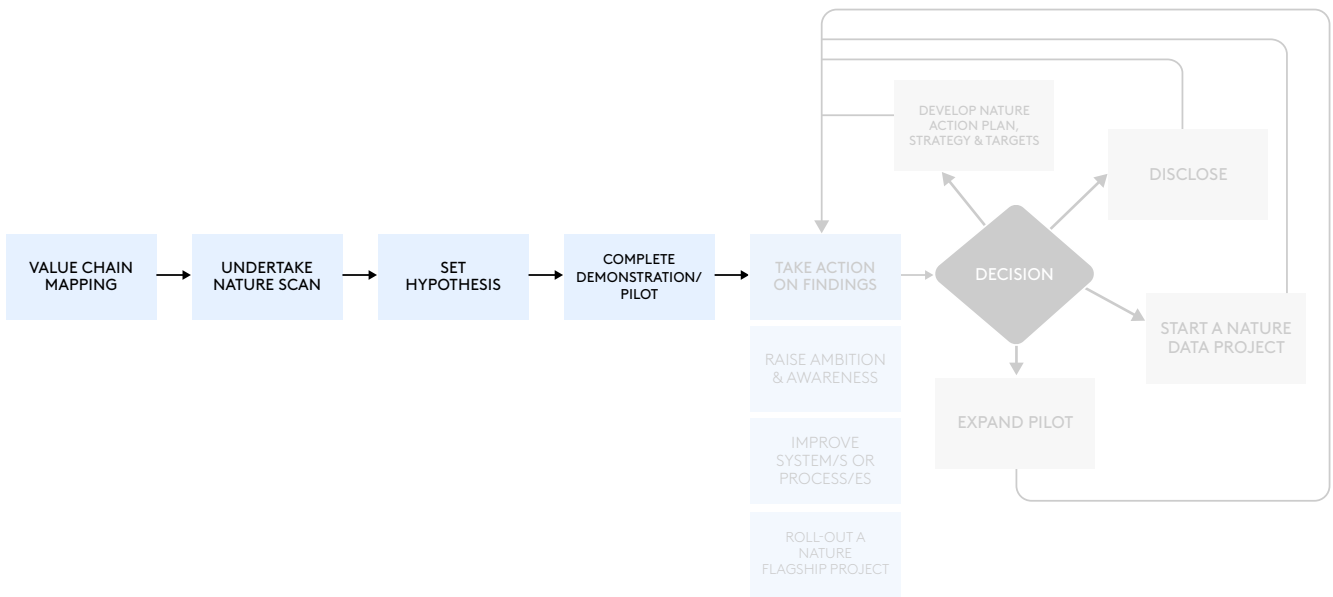 VALUE CHAIN
MAPPING
UNDERTAKE
NATURE SCAN
SET
HYPOTHESIS
COMPLETE
DEMONSTRATION/
PILOT
TAKE ACTION
ON FINDINGS
RAISE AMBITION
& AWARENESS
IMPROVE
SYSTEM/S OR
PROCESS/ES
ROLL-OUT A
NATURE
FLAGSHIP PROJECT
DECISION
DEVELOP NATURE
ACTION PLAN,
STRATEGY & TARGETS
DISCLOSE
START A NATURE
DATA PROJECT
EXPAND PILOT